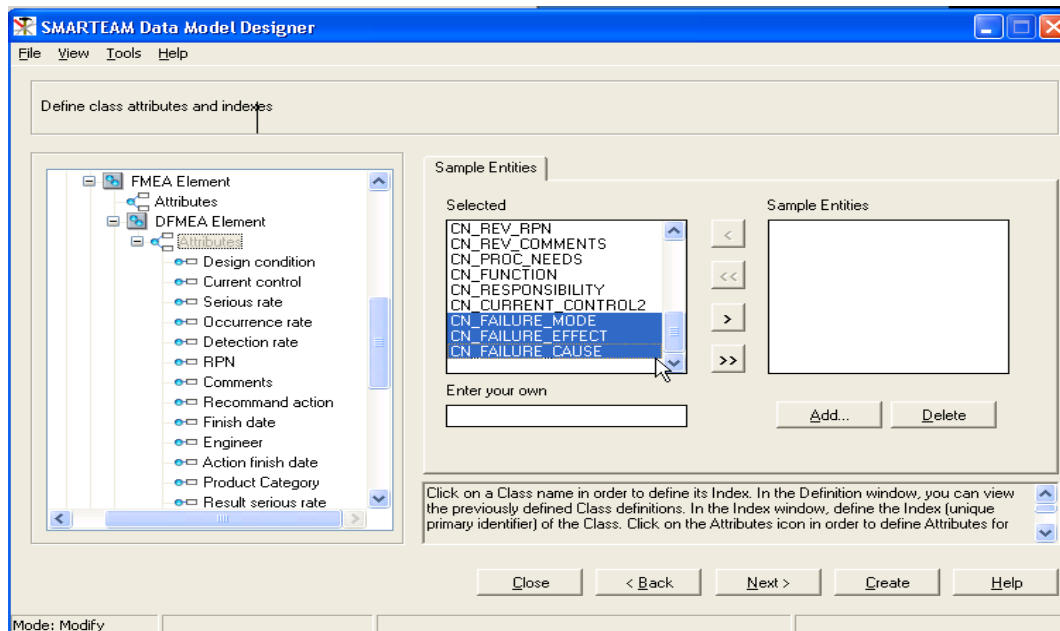 SMARTEAM Data Model Designer
File View Tools Help
Define class attributes and indexes
FMEA Element
Attributes
DFMEA Element
Attributes
Design condition
Current control
Serious rate
Occurrence rate
Detection rate
RPN
Comments
Recommand action
Finish date
Engineer
Action finish date
Product Category
Result serious rate
Sample Entities
Selected
CN_REV_RPN
CN_REV_COMMENTS
CN_PROC_NEEDS
CN_FUNCTION
CN_RESPONSIBILITY
CN_CURRENT_CONTROL2
CN_FAILURE_MODE
CN_FAILURE_EFFECT
CN_FAILURE_CAUSE
Enter your own
<
<<
>
>>
Sample Entities
Add... Delete
Click on a Class name in order to define its Index. In the Definition window, you can view
the previously defined Class definitions. In the Index window, define the Index (unique
primary identifier) of the Class. Click on the Attributes icon in order to define Attributes for
Close < Back Next > Create Help
Mode: Modify